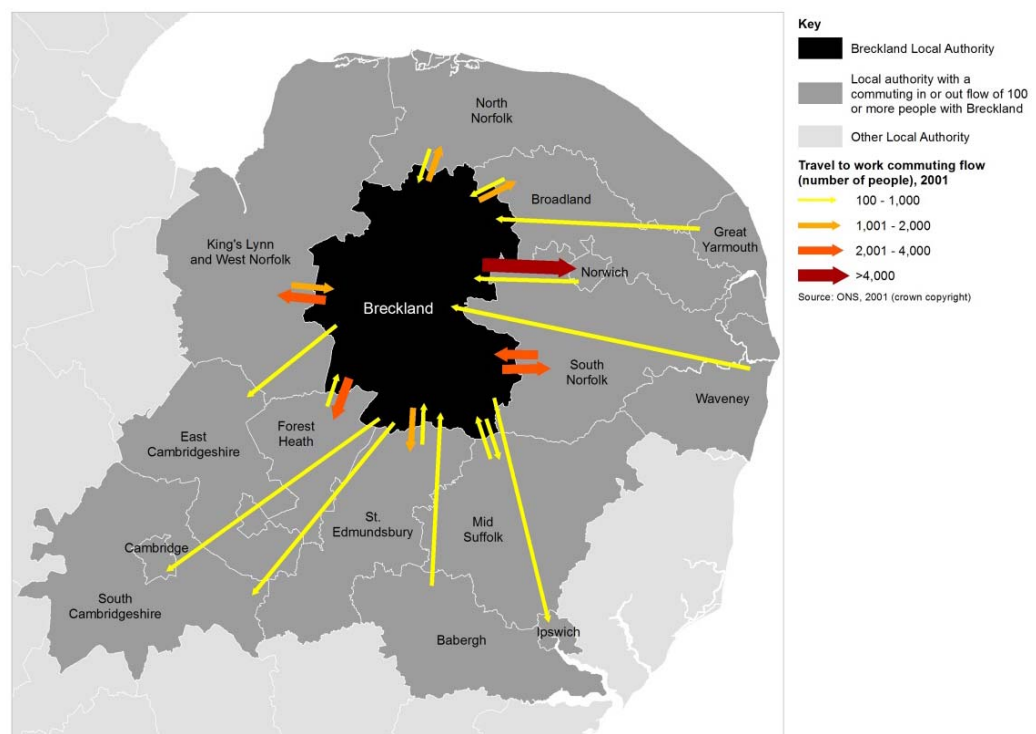 North
Norfolk
Broadland
Great
Yarmouth
King's Lynn
and West Norfolk
Norwich
Breckland
South
Norfolk
Waveney
East
Cambridgeshire
Forest
Heath
St.
Edmundsbury
Mid
Suffolk
Cambridge
South
Cambridgeshire
Babergh
Ipswich
Key
Breckland Local Authority
Local authority with a
commuting in or out flow of 100
or more people with Breckland
Other Local Authority
Travel to work commuting flow
(number of people), 2001
100 - 1,000
1,001 - 2,000
2,001 - 4,000
>4,000
Source: ONS, 2001 (crown copyright)